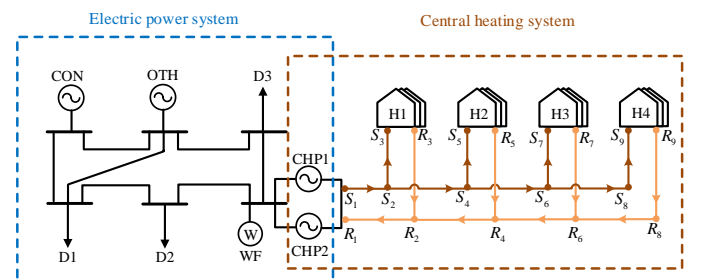 Electric power system
Central heating system
CON
OTH
D3
H1
H2
H3
H4
S3
R3
S5
R5
S7
R7
S9
R9
CHP1
S1
S2
S4
S6
S8
W
CHP2
R1
R2
R4
R6
R8
D1
D2
WF